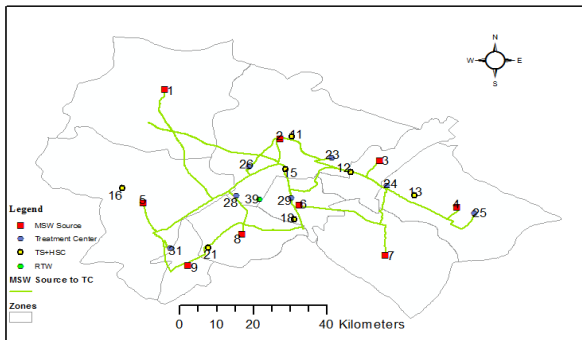 N
W E
S
1
2
41
23
3
26
15
12
24
13
16
5
28
39
29
6
18
4
25
8
31
21
9
7
Legend
MSW Source
Treatment Center
TS+HSC
RTW
MSW Source to TC
Zones
0 10 20 40 Kilometers